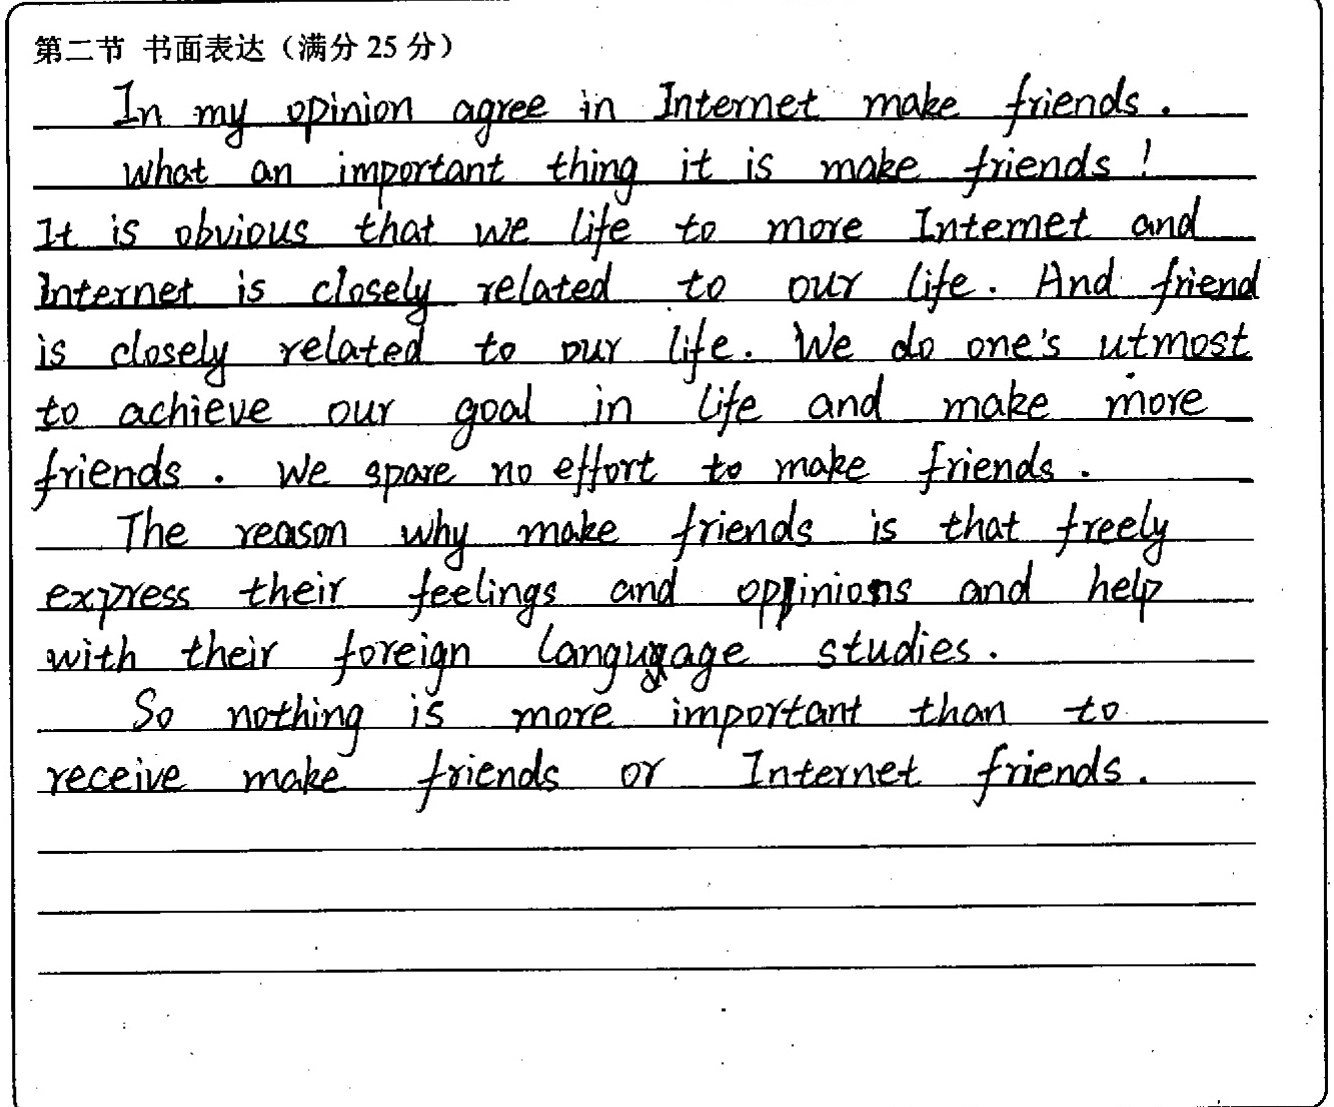 第二节 书面表达（满分 25 分）
In my opinion agree in Internet make friends.
What an important thing it is make friends!
It is obvious that we life to more Internet and
Internet is closely related to our life. And friend
is closely related to our life. We do one's utmost
to achieve our goal in life and make more
friends. We spare no effort to make friends.
The reason why make friends is that freely
express their feelings and opinions and help
with their foreign language studies.
So nothing is more important than to
receive make friends or Internet friends.